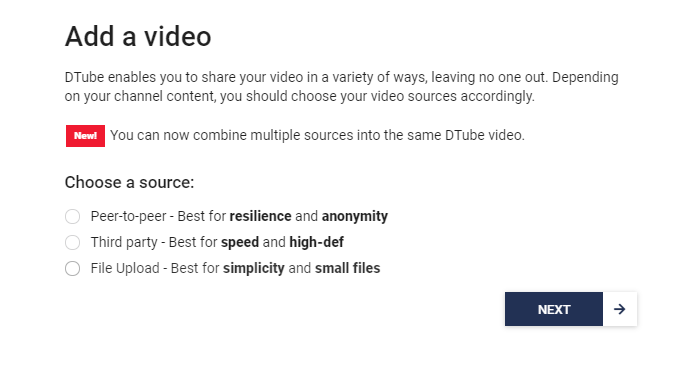 Add a video
DTube enables you to share your video in a variety of ways, leaving no one out. Depending
on your channel content, you should choose your video sources accordingly.
New! You can now combine multiple sources into the same DTube video.
Choose a source:
Peer-to-peer - Best for resilience and anonymity
Third party - Best for speed and high-def
File Upload - Best for simplicity and small files
NEXT